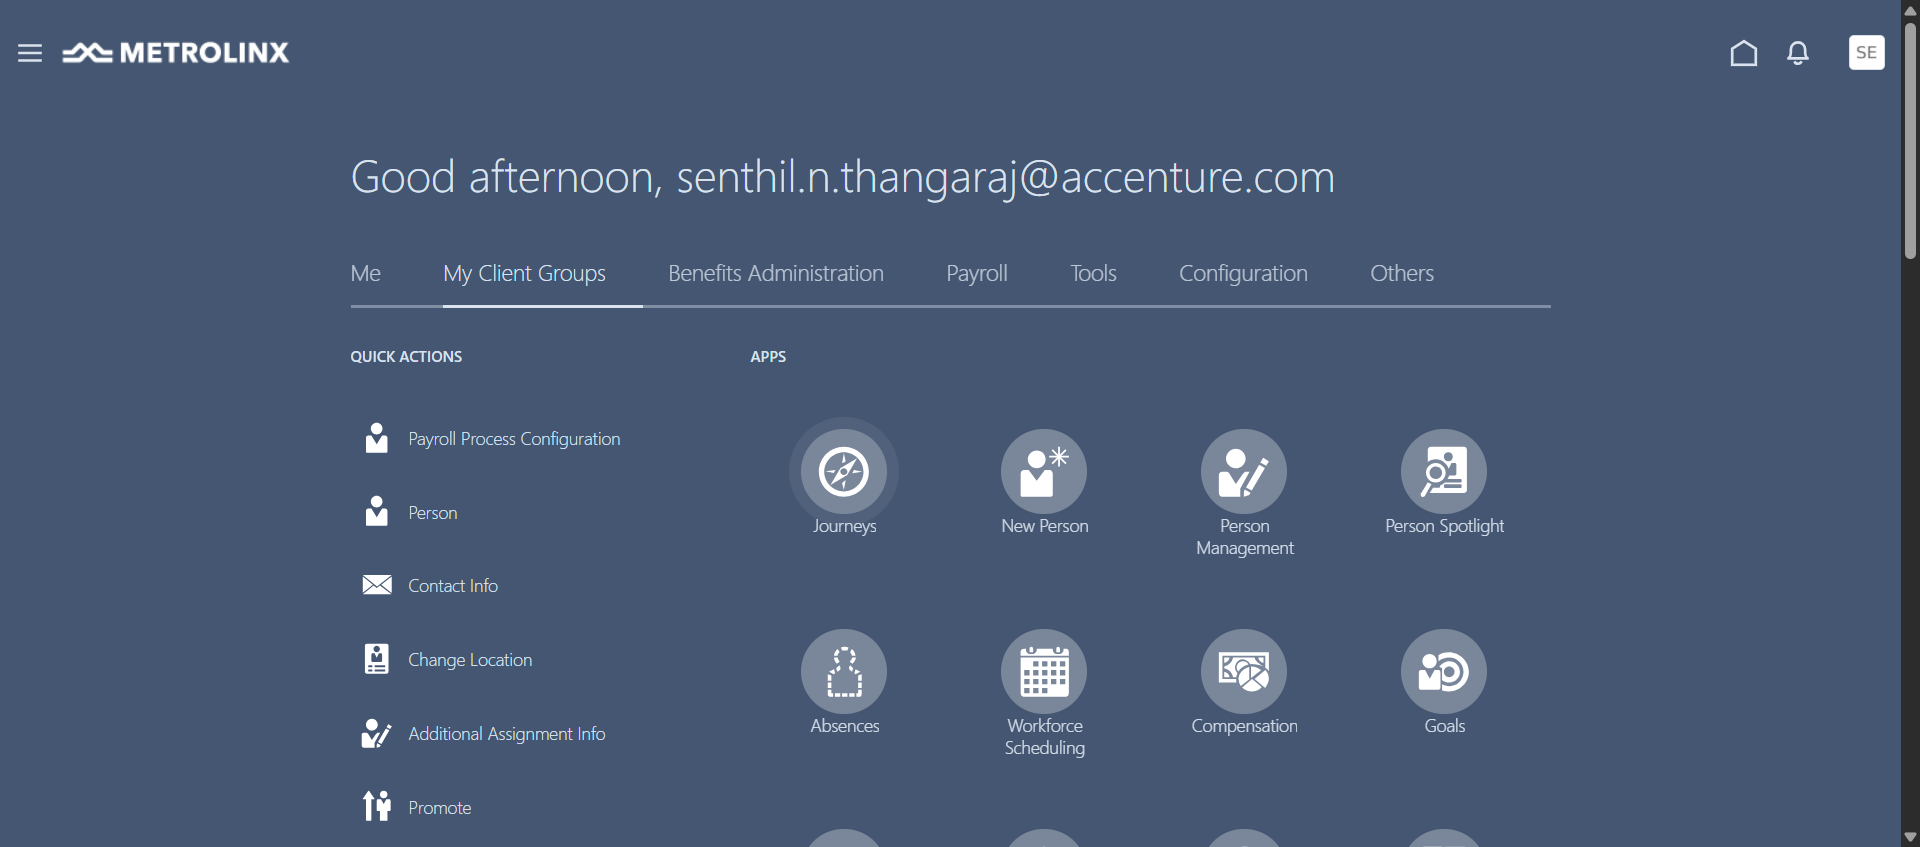 METROLINX
SE
Good afternoon, senthil.n.thangaraj@accenture.com
Me
My Client Groups
Benefits Administration
Payroll
Tools
Configuration
Others
QUICK ACTIONS
Payroll Process Configuration
Person
Contact Info
Change Location
Additional Assignment Info
Promote
APPS
Journeys
New Person
Person
Management
Person Spotlight
Absences
Workforce
Scheduling
Compensation
Goals